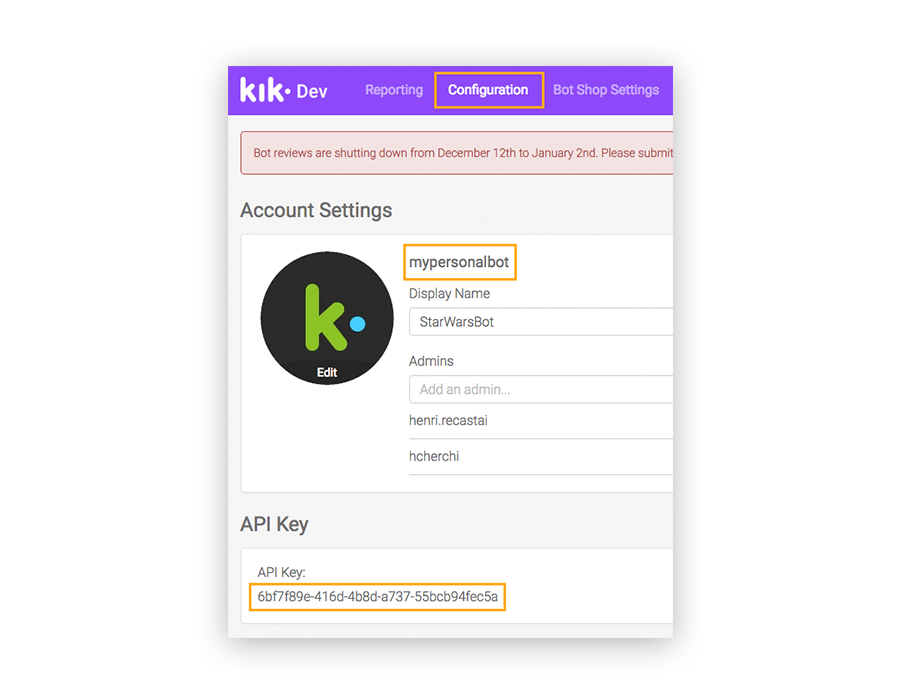 kik· Dev Reporting Configuration Bot Shop Settings
Bot reviews are shutting down from December 12th to January 2nd. Please submit
Account Settings
mypersonalbot
Display Name
StarWarsBot
k·
Edit
Admins
Add an admin...
henri.recastai
hcherchi
API Key
API Key:
6bf7f89e-416d-4b8d-a737-55bcb94fec5a